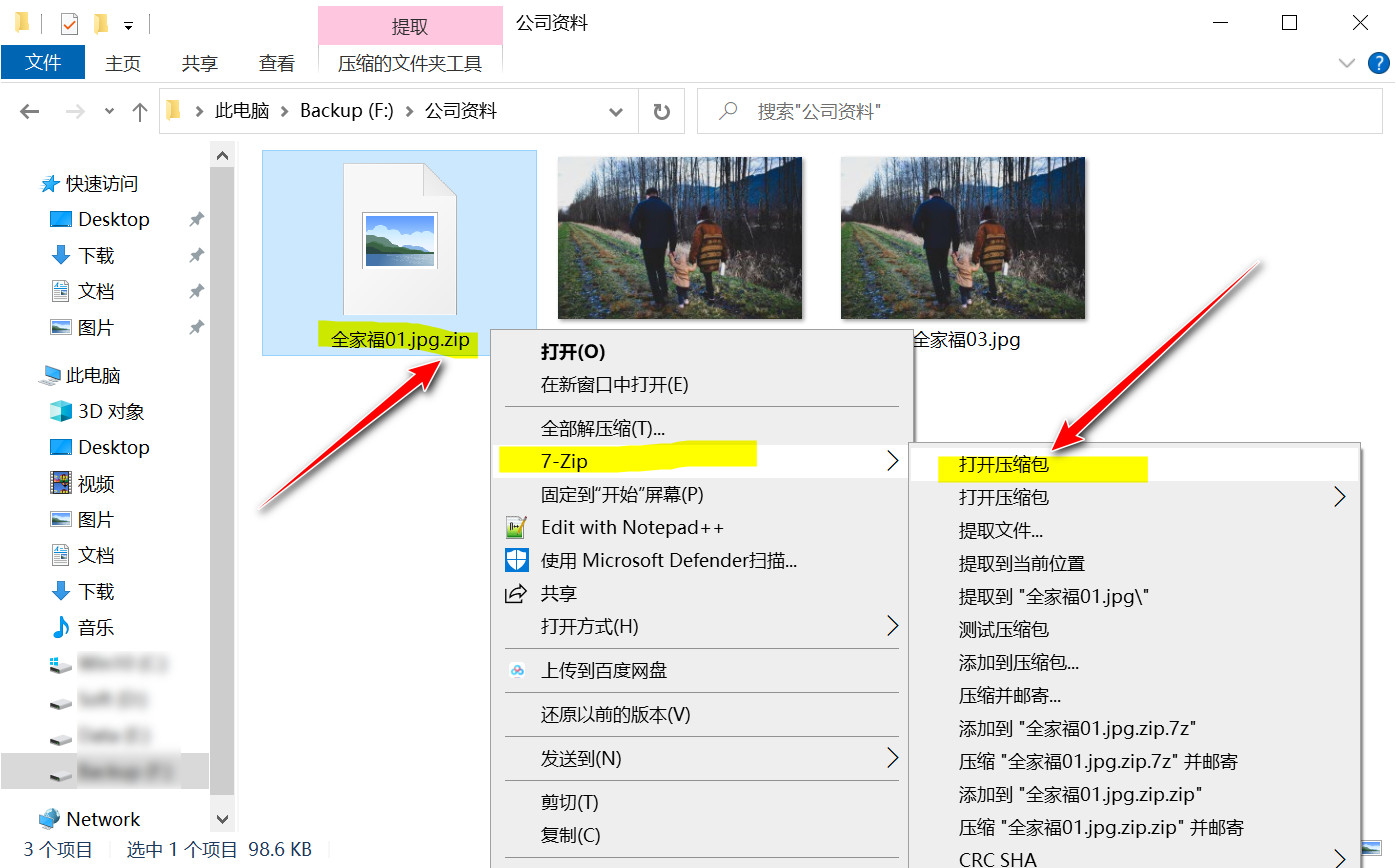 提取
公司资料
文件
主页
共享
查看
压缩的文件夹工具
此电脑
Backup (F:)
公司资料
搜索"公司资料"
快速访问
Desktop
下载
文档
图片
此电脑
3D 对象
Desktop
视频
图片
文档
下载
音乐
Network
全家福01.jpg.zip
全家福03.jpg
打开(O)
在新窗口中打开(E)
全部解压缩(T)...
7-Zip
固定到"开始"屏幕(P)
Edit with Notepad++
使用 Microsoft Defender扫描...
共享
打开方式(H)
上传到百度网盘
还原以前的版本(V)
发送到(N)
剪切(T)
复制(C)
打开压缩包
打开压缩包
提取文件...
提取到当前位置
提取到 "全家福01.jpg\"
测试压缩包
添加到压缩包...
压缩并邮寄...
添加到 "全家福01.jpg.zip.7z"
压缩 "全家福01.jpg.zip.7z" 并邮寄
添加到 "全家福01.jpg.zip.zip"
压缩 "全家福01.jpg.zip.zip" 并邮寄
CRC SHA
3 个项目
选中 1 个项目 98.6 KB